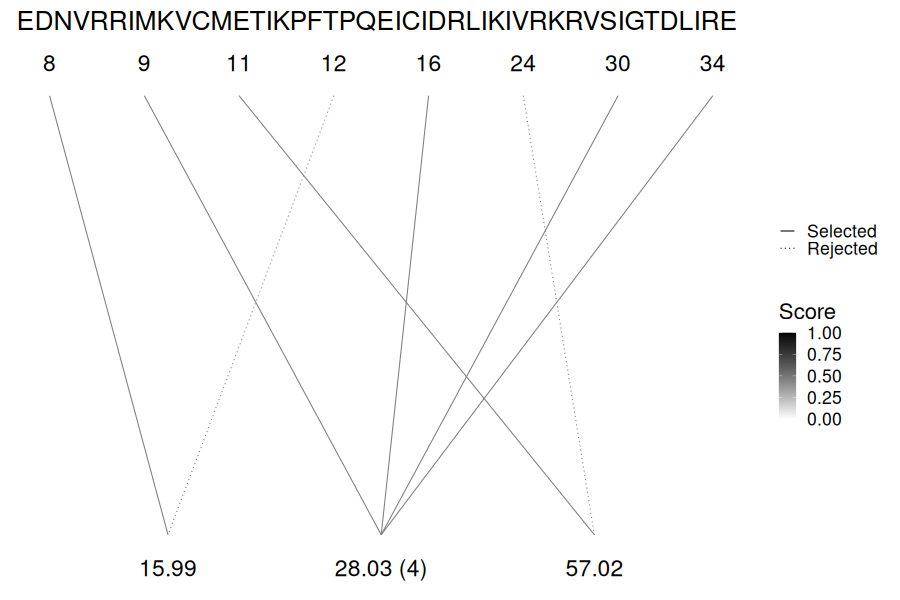 EDNVRRIMKVCMETIKPFTPQEICIDRLIKIVRKRVSIGTDLIRE
8 9 11 12 16 24 30 34
Selected
Rejected
Score
1.00
0.75
0.50
0.25
0.00
15.99 28.03 (4) 57.02